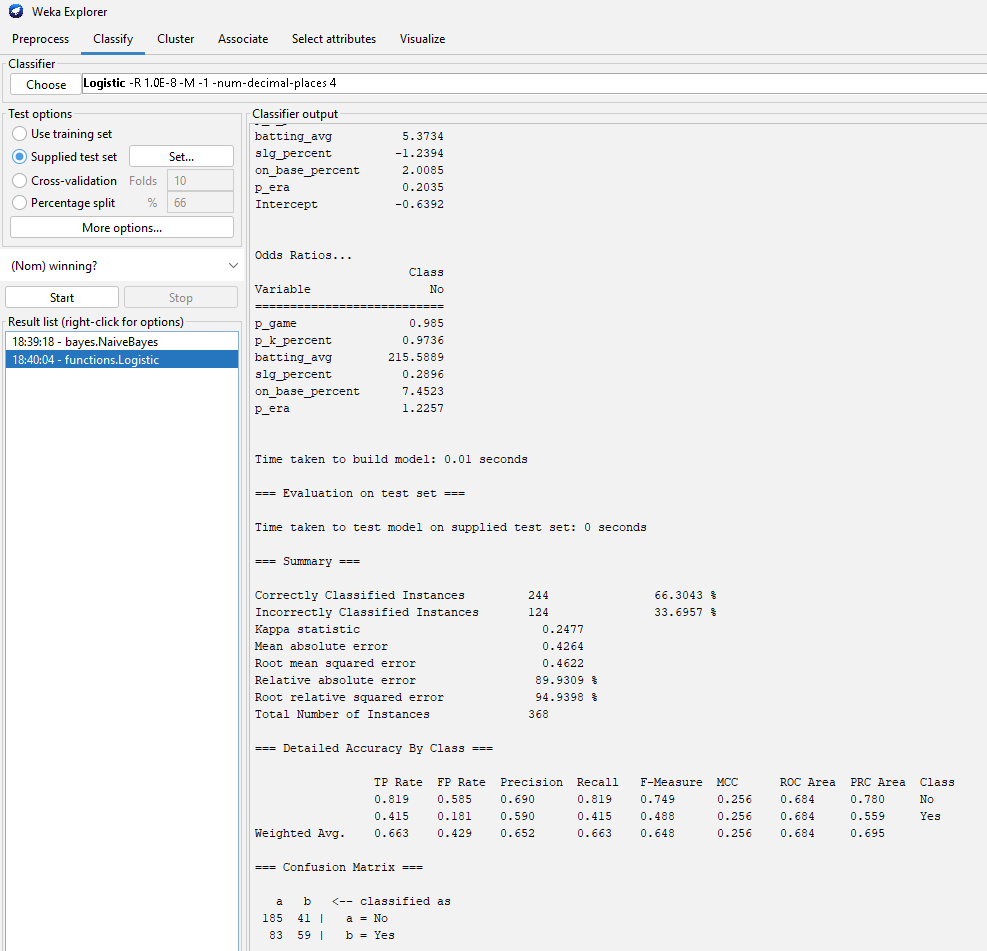 Weka Explorer
Preprocess Classify Cluster Associate Select attributes Visualize
Classifier
Choose Logistic -R 1.0E-8 -M -1 -num-decimal-places 4
Test options
Use training set
Supplied test set Set...
Cross-validation Folds 10
Percentage split % 66
More options...
(Nom) winning?
Start Stop
Result list (right-click for options)
18:39:18 - bayes.NaiveBayes
18:40:04 - functions.Logistic
Classifier output
batting_avg 5.3734
slg_percent -1.2394
on_base_percent 2.0085
p_era 0.2035
Intercept -0.6392
Odds Ratios...
Class
Variable No
===========================
p_game 0.985
p_k_percent 0.9736
batting_avg 215.5889
slg_percent 0.2896
on_base_percent 7.4523
p_era 1.2257
Time taken to build model: 0.01 seconds
=== Evaluation on test set ===
Time taken to test model on supplied test set: 0 seconds
=== Summary ===
Correctly Classified Instances 244 66.3043 %
Incorrectly Classified Instances 124 33.6957 %
Kappa statistic 0.2477
Mean absolute error 0.4264
Root mean squared error 0.4622
Relative absolute error 89.9309 %
Root relative squared error 94.9398 %
Total Number of Instances 368
=== Detailed Accuracy By Class ===
TP Rate FP Rate Precision Recall F-Measure MCC ROC Area PRC Area Class
0.819 0.585 0.690 0.819 0.749 0.256 0.684 0.780 No
0.415 0.181 0.590 0.415 0.488 0.256 0.684 0.559 Yes
Weighted Avg. 0.663 0.429 0.652 0.663 0.648 0.256 0.684 0.695
=== Confusion Matrix ===
a b <-- classified as
185 41 | a = No
83 59 | b = Yes